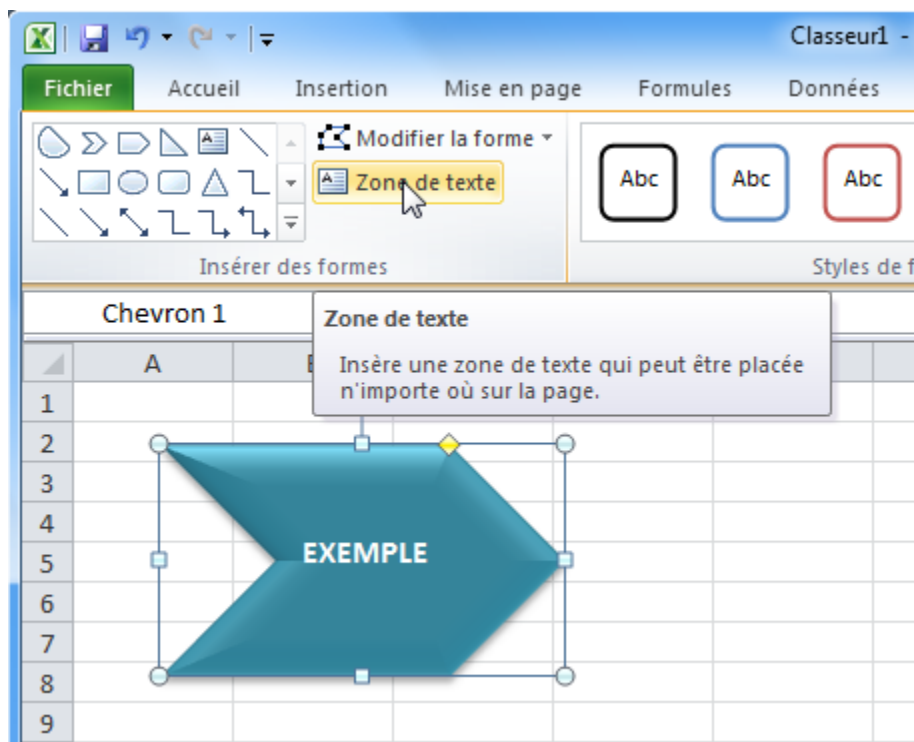 Classeur1 -
Fichier Accueil Insertion Mise en page Formules Données
Modifier la forme
Zone de texte
Abc Abc Abc
Insérer des formes Styles de f
Chevron 1
Zone de texte
Insère une zone de texte qui peut être placée
n'importe où sur la page.
A
1
2
3
4
5
6
7
8
9
EXEMPLE